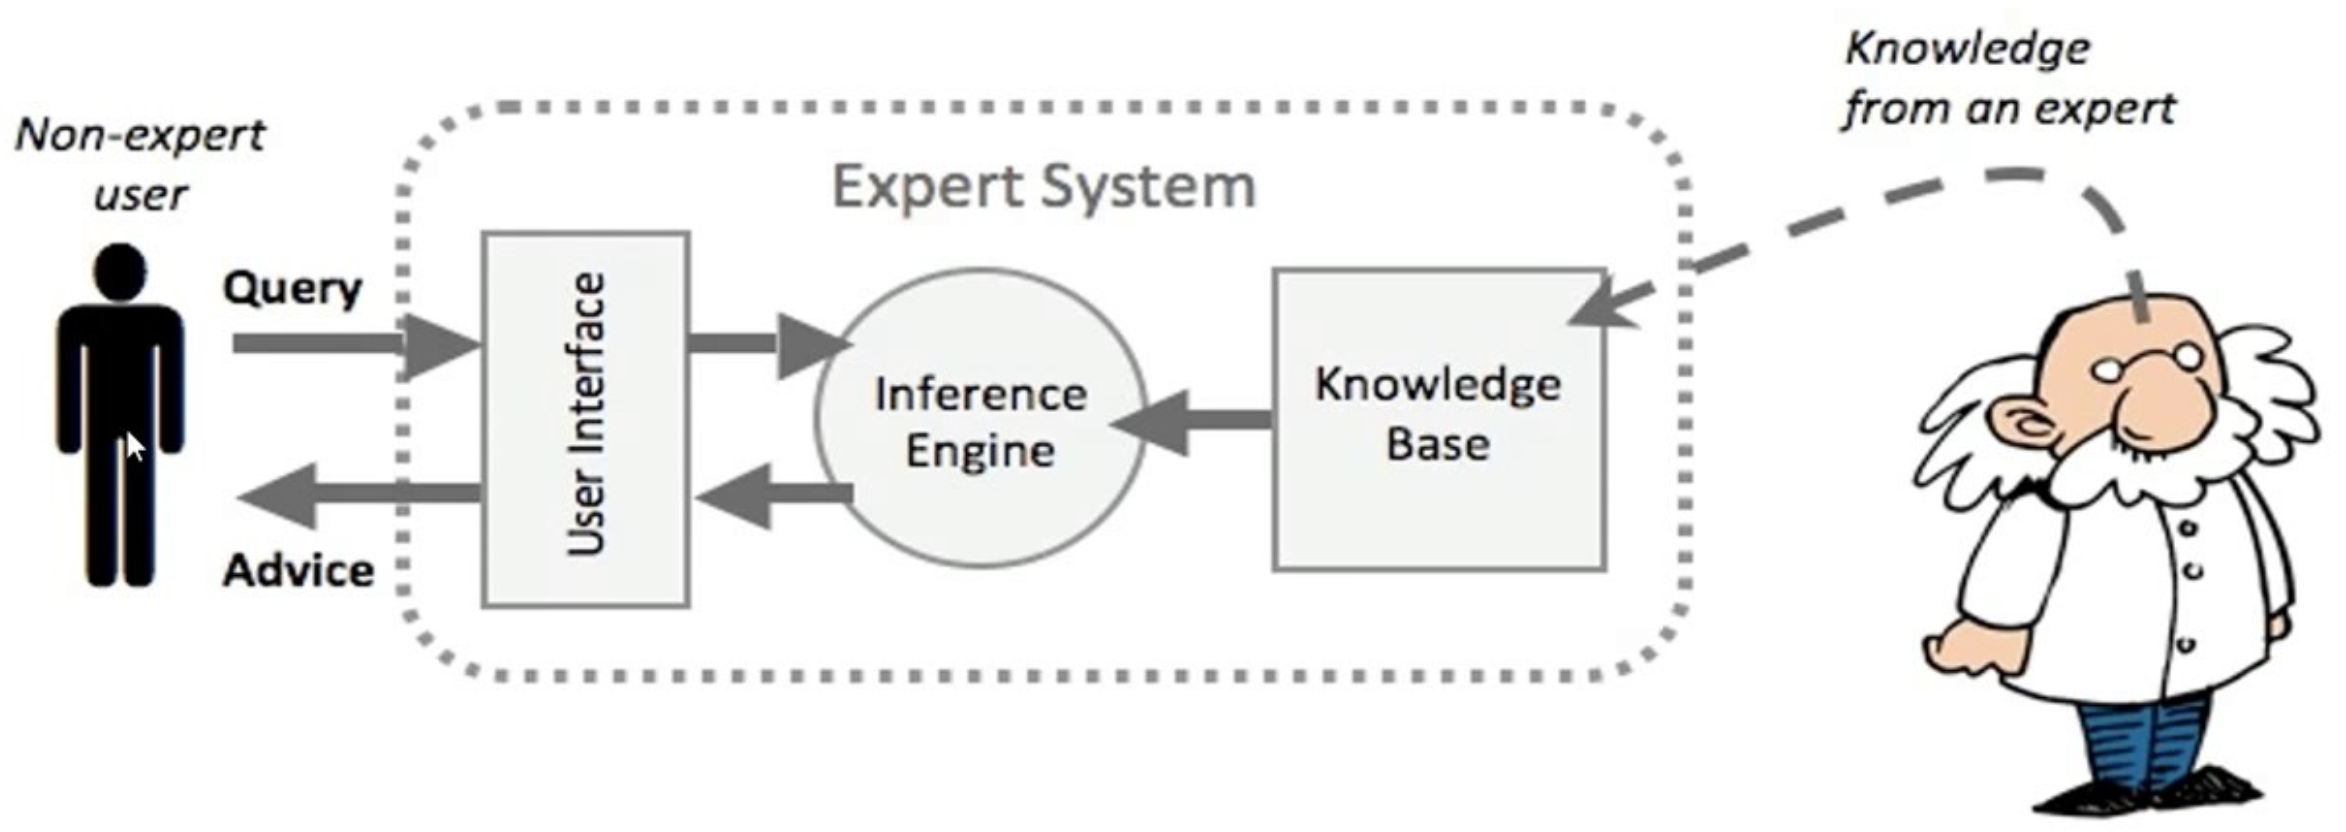 Non-expert
user
Query
Advice
Expert System
User Interface
Inference
Engine
Knowledge
Base
Knowledge
from an expert